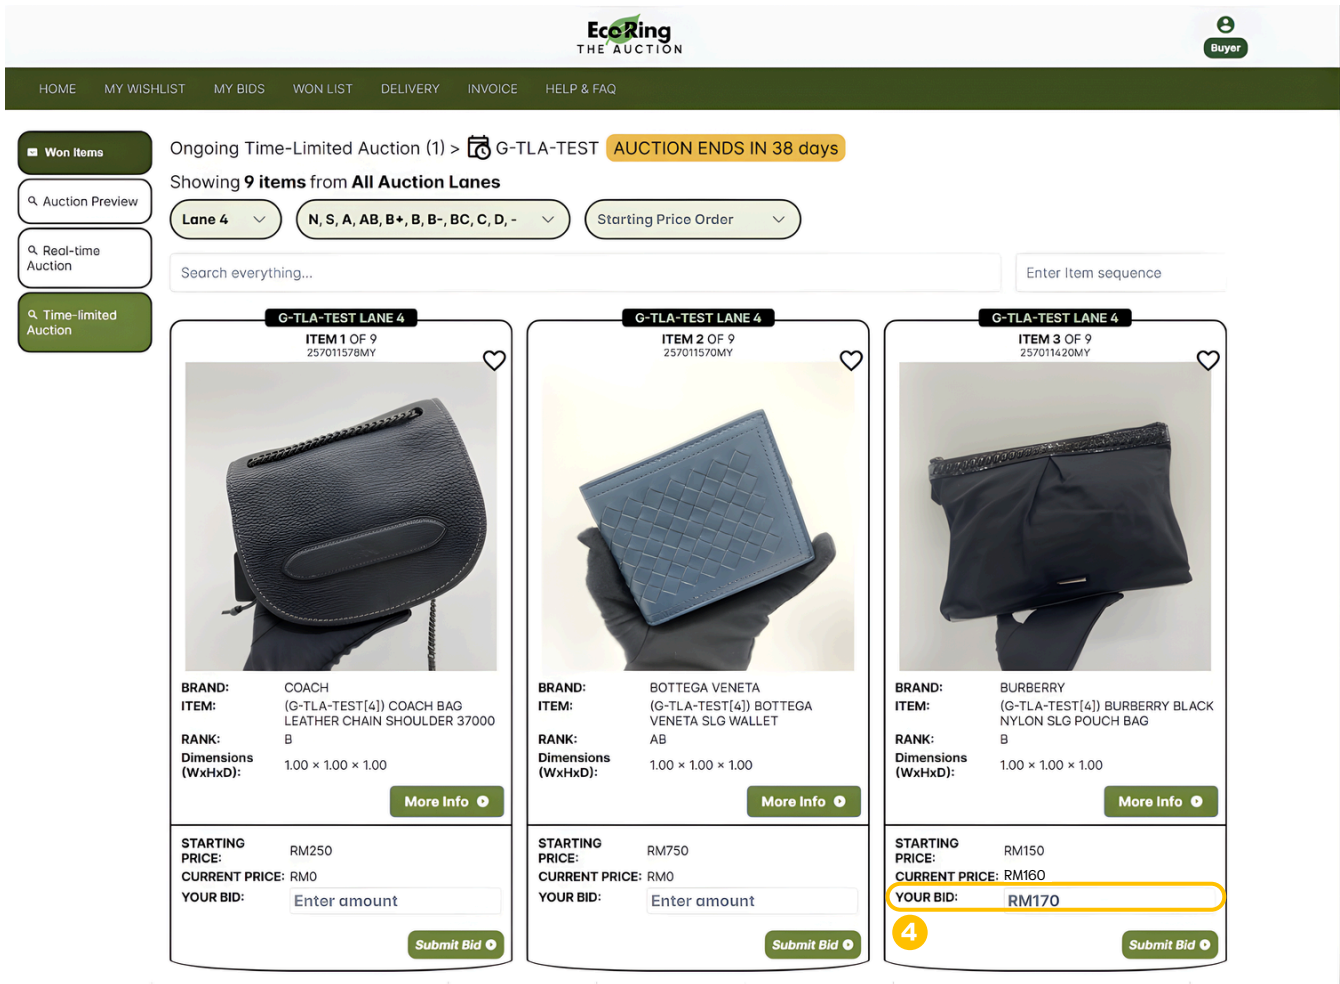 EcoRing
THE AUCTION
Buyer
HOME MY WISHLIST MY BIDS WON LIST DELIVERY INVOICE HELP & FAQ
Won Items
Auction Preview
Real-time
Auction
Time-limited
Auction
Ongoing Time-Limited Auction (1) > G-TLA-TEST AUCTION ENDS IN 38 days
Showing 9 items from All Auction Lanes
Lane 4 N, S, A, AB, B+, B, B-, BC, C, D, - Starting Price Order
Search everything... Enter Item sequence
G-TLA-TEST LANE 4
ITEM 1 OF 9
257011578MY
BRAND: COACH
ITEM: (G-TLA-TEST[4]) COACH BAG
LEATHER CHAIN SHOULDER 37000
RANK: B
Dimensions
(WxHxD): 1.00 × 1.00 × 1.00
More Info
STARTING
PRICE: RM250
CURRENT PRICE: RM0
YOUR BID: Enter amount
Submit Bid
G-TLA-TEST LANE 4
ITEM 2 OF 9
257011570MY
BRAND: BOTTEGA VENETA
ITEM: (G-TLA-TEST[4]) BOTTEGA
VENETA SLG WALLET
RANK: AB
Dimensions
(WxHxD): 1.00 × 1.00 × 1.00
More Info
STARTING
PRICE: RM750
CURRENT PRICE: RM0
YOUR BID: Enter amount
Submit Bid
G-TLA-TEST LANE 4
ITEM 3 OF 9
257011420MY
BRAND: BURBERRY
ITEM: (G-TLA-TEST[4]) BURBERRY BLACK
NYLON SLG POUCH BAG
RANK: B
Dimensions
(WxHxD): 1.00 × 1.00 × 1.00
More Info
STARTING
PRICE: RM150
CURRENT PRICE: RM160
YOUR BID: RM170
4
Submit Bid